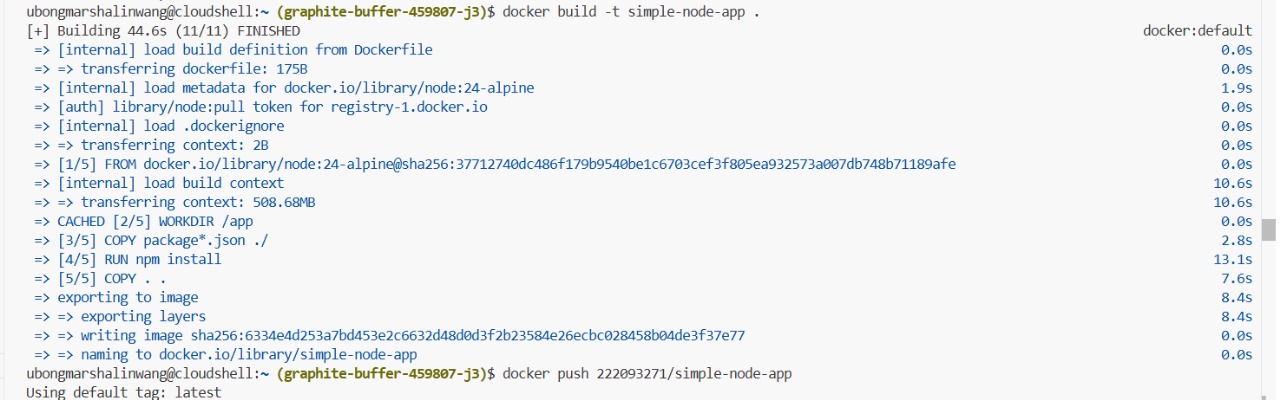 ubongmarshalinwang@cloudshell:~ (graphite-buffer-459807-j3)$ docker build -t simple-node-app .
[+] Building 44.6s (11/11) FINISHED docker:default
=> [internal] load build definition from Dockerfile 0.0s
=> => transferring dockerfile: 175B 0.0s
=> [internal] load metadata for docker.io/library/node:24-alpine 1.9s
=> [auth] library/node:pull token for registry-1.docker.io 0.0s
=> [internal] load .dockerignore 0.0s
=> => transferring context: 2B 0.0s
=> [1/5] FROM docker.io/library/node:24-alpine@sha256:37712740dc486f179b9540be1c6703cef3f805ea932573a007db748b71189afe 0.0s
=> [internal] load build context 10.6s
=> => transferring context: 508.68MB 10.6s
=> CACHED [2/5] WORKDIR /app 0.0s
=> [3/5] COPY package*.json ./ 2.8s
=> [4/5] RUN npm install 13.1s
=> [5/5] COPY . . 7.6s
=> exporting to image 8.4s
=> => exporting layers 8.4s
=> => writing image sha256:6334e4d253a7bd453e2c6632d48d0d3f2b23584e26ecbc028458b04de3f37e77 0.0s
=> => naming to docker.io/library/simple-node-app 0.0s
ubongmarshalinwang@cloudshell:~ (graphite-buffer-459807-j3)$ docker push 222093271/simple-node-app
Using default tag: latest